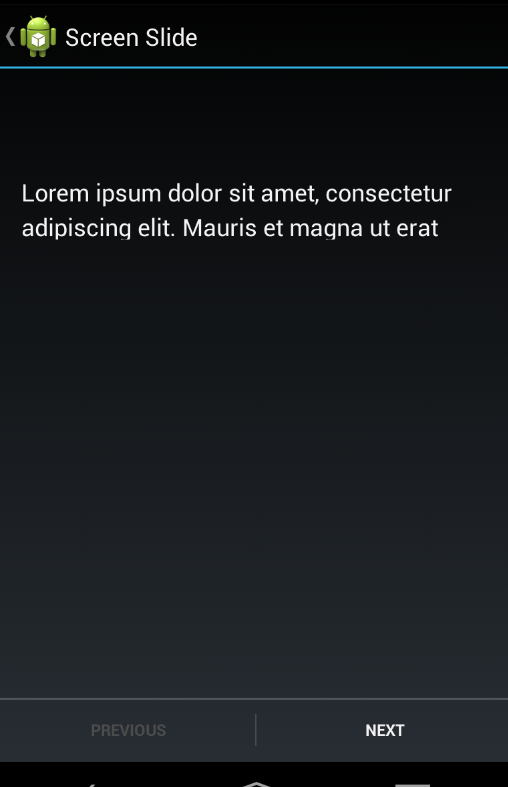 Screen Slide
Lorem ipsum dolor sit amet, consectetur
adipiscing elit. Mauris et magna ut erat
PREVIOUS
NEXT